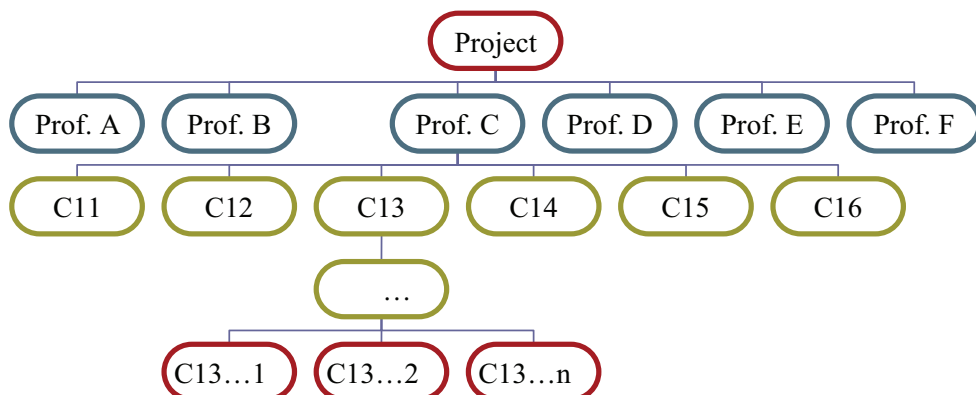 Project
Prof. A Prof. B Prof. C Prof. D Prof. E Prof. F
C11 C12 C13 C14 C15 C16
…
C13…1 C13…2 C13…n